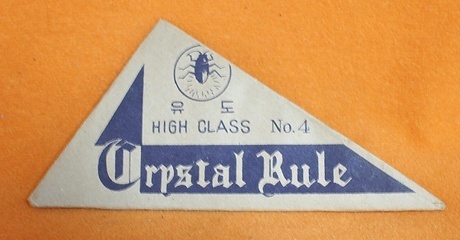 유 도
HIGH CLASS No. 4
Crystal Rule